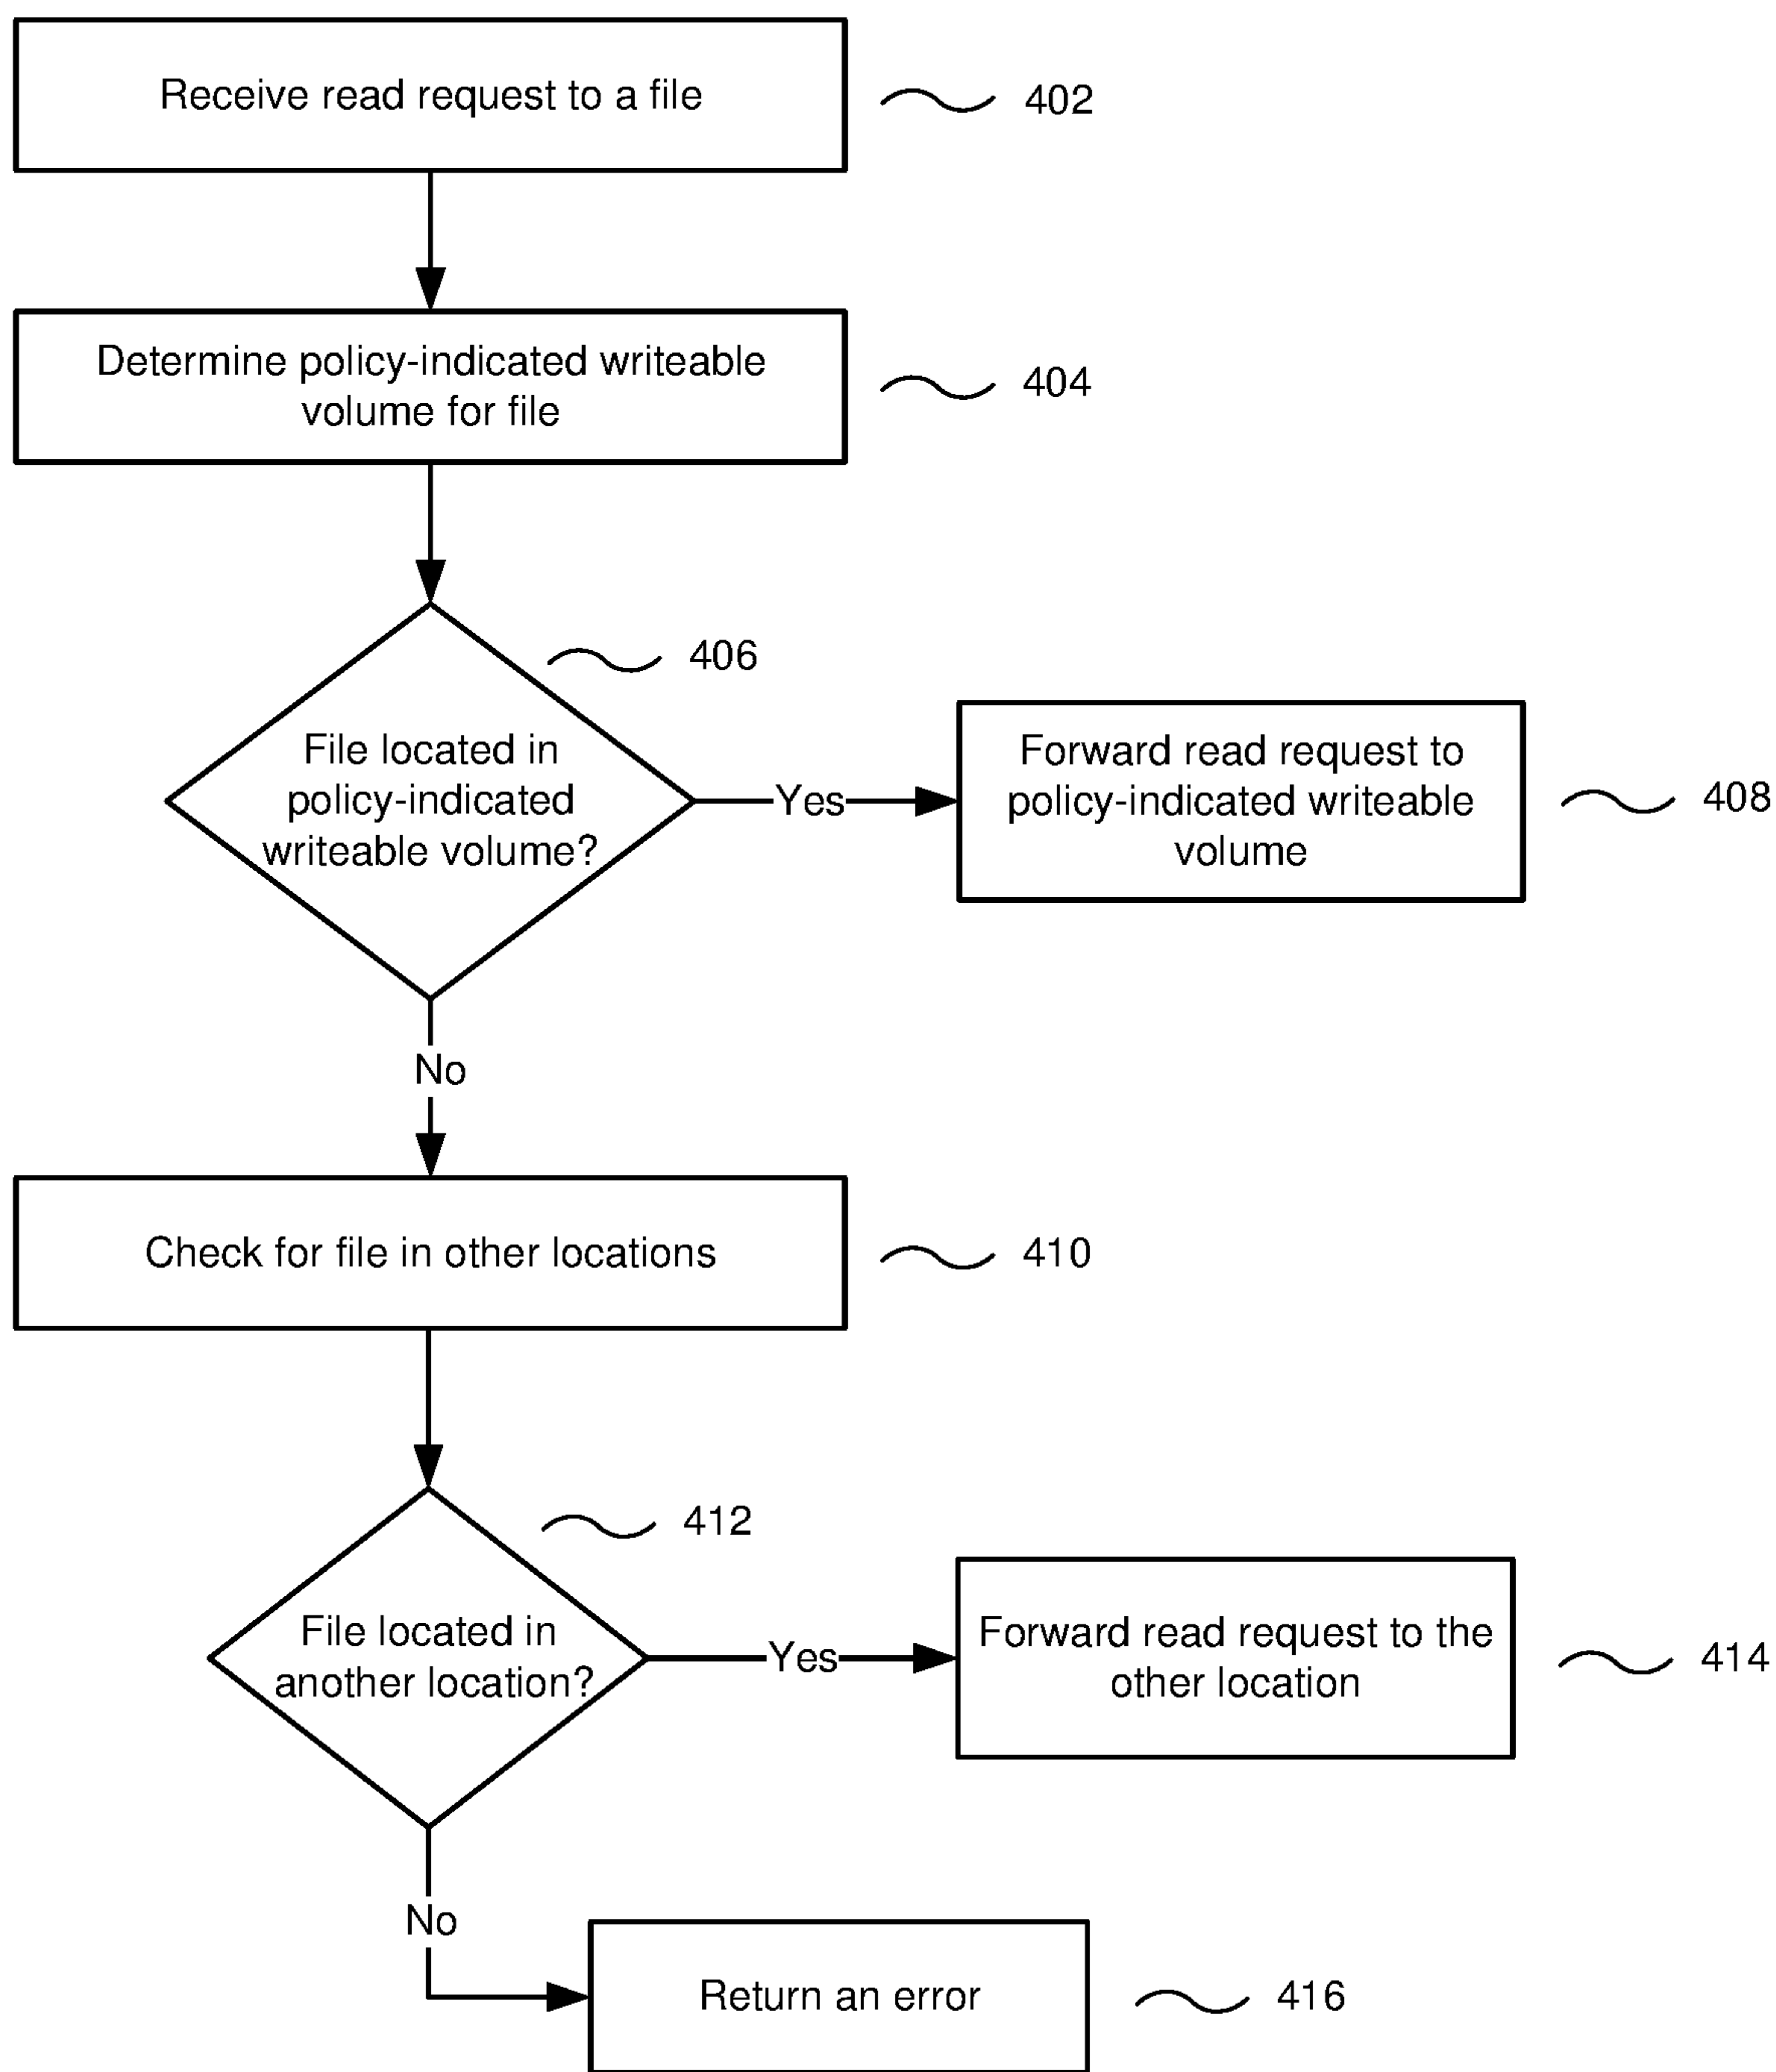 Receive read request to a file
402
Determine policy-indicated writeable
volume for file
404
406
File located in
policy-indicated
writeable volume?
Yes
Forward read request to
policy-indicated writeable
volume
408
No
Check for file in other locations
410
412
File located in
another location?
Yes
Forward read request to the
other location
414
No
Return an error
416